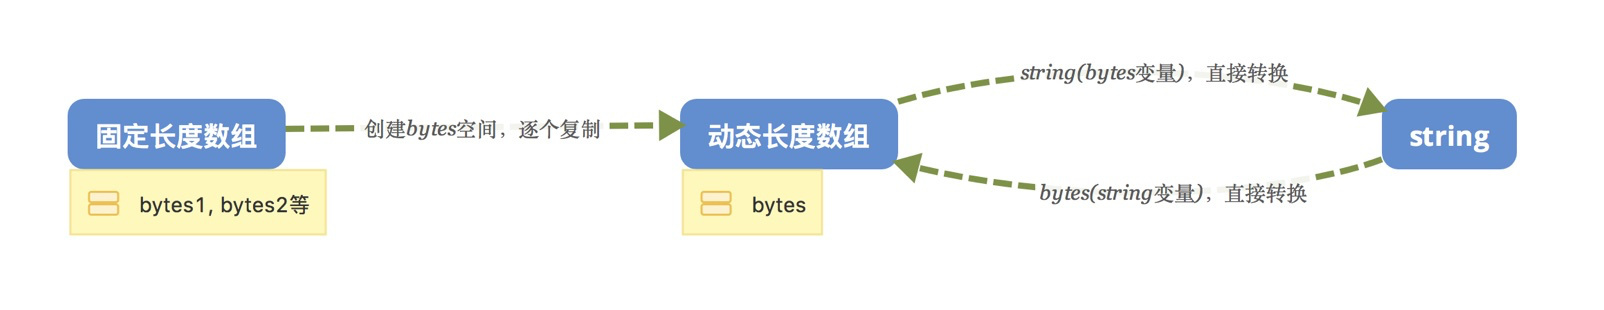 固定长度数组
bytes1, bytes2等
创建bytes空间，逐个复制
动态长度数组
bytes
string(bytes变量)，直接转换
bytes(string变量)，直接转换
string